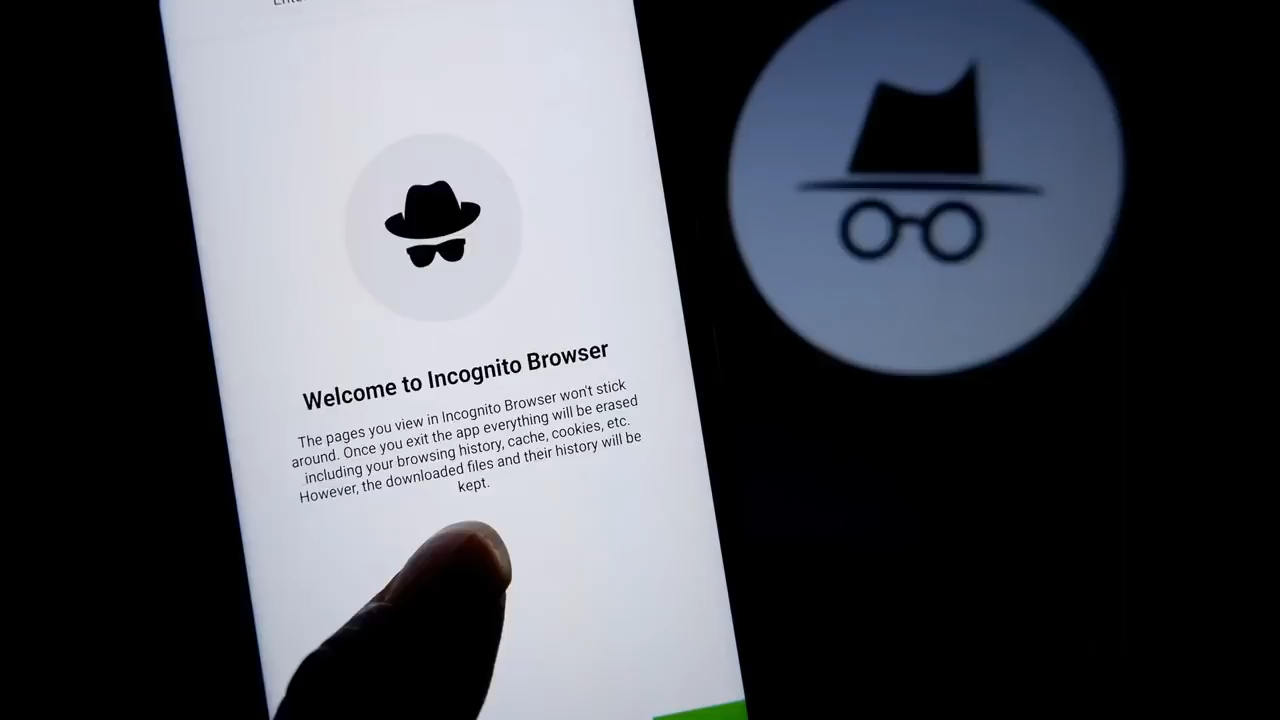 Welcome to Incognito Browser
The pages you view in Incognito Browser won't stick
around. Once you exit the app everything will be erased
including your browsing history, cache, cookies, etc.
However, the downloaded files and their history will be
kept.